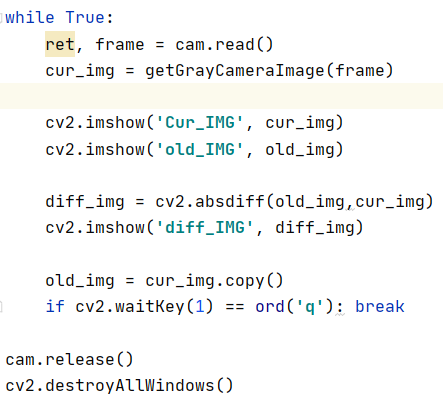 while True:
    ret, frame = cam.read()
    cur_img = getGrayCameraImage(frame)
    cv2.imshow('Cur_IMG', cur_img)
    cv2.imshow('old_IMG', old_img)
    diff_img = cv2.absdiff(old_img,cur_img)
    cv2.imshow('diff_IMG', diff_img)
    old_img = cur_img.copy()
    if cv2.waitKey(1) == ord('q'): break
cam.release()
cv2.destroyAllWindows()